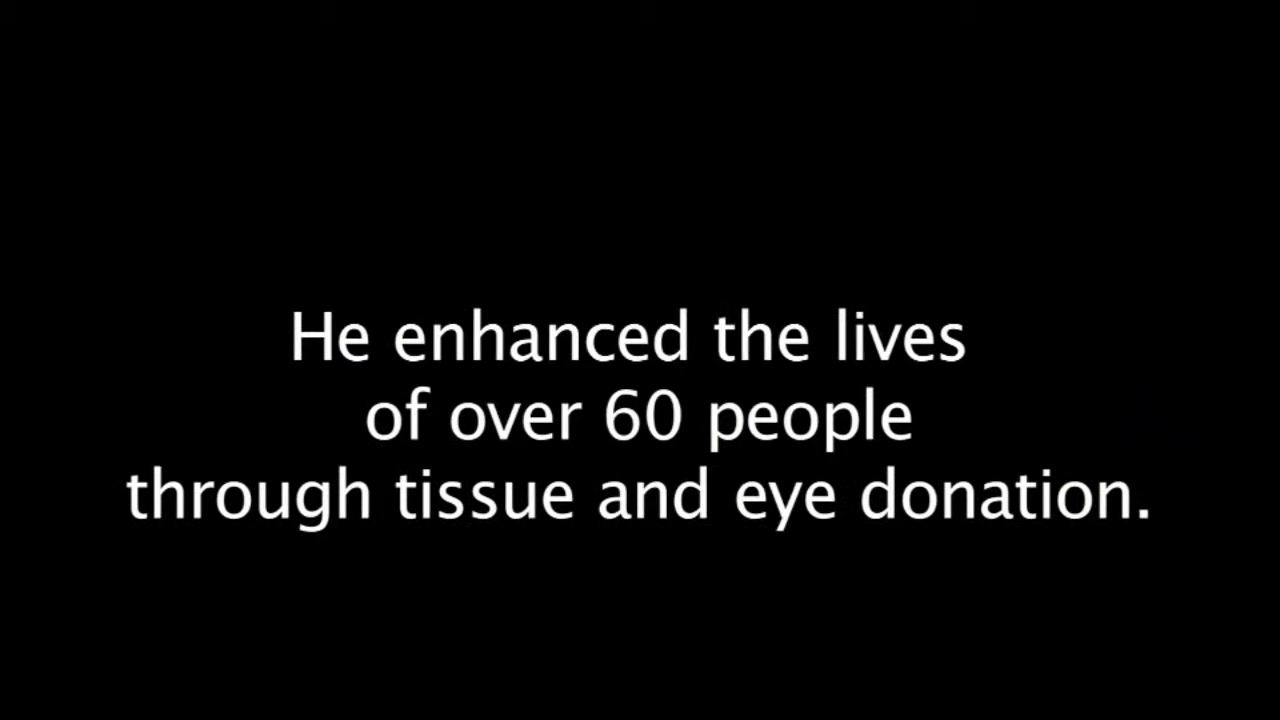 He enhanced the lives
of over 60 people
through tissue and eye donation.